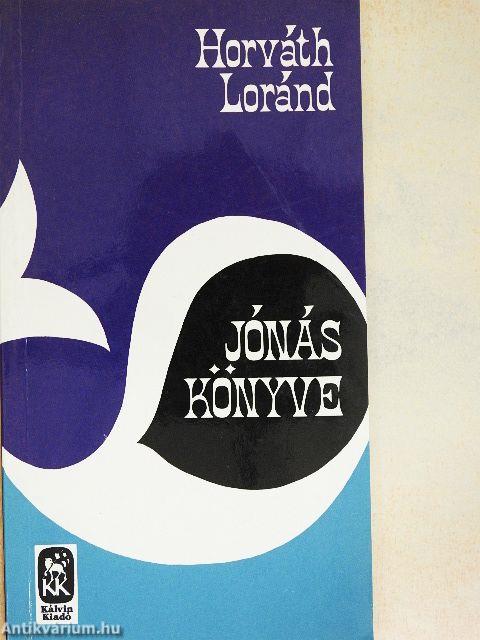 Horváth
Loránd
JÓNÁS
KÖNYVE
KK
Kálvin
Kiadó
Antikvarium.hu